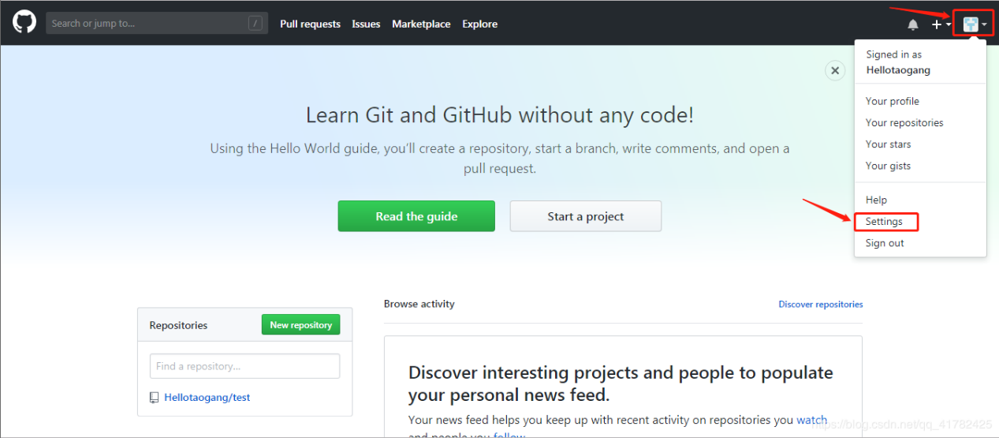 Search or jump to... /
Pull requests
Issues
Marketplace
Explore
Signed in as
Hellotaogang
Your profile
Your repositories
Your stars
Your gists
Help
Settings
Sign out
Learn Git and GitHub without any code!
Using the Hello World guide, you’ll create a repository, start a branch, write comments, and open a
pull request.
Read the guide
Start a project
Repositories
New repository
Find a repository...
Hellotaogang/test
Browse activity
Discover repositories
Discover interesting projects and people to populate
your personal news feed.
Your news feed helps you keep up with recent activity on repositories you watch
and people you follow.
https://blog.csdn.net/qq_41782425